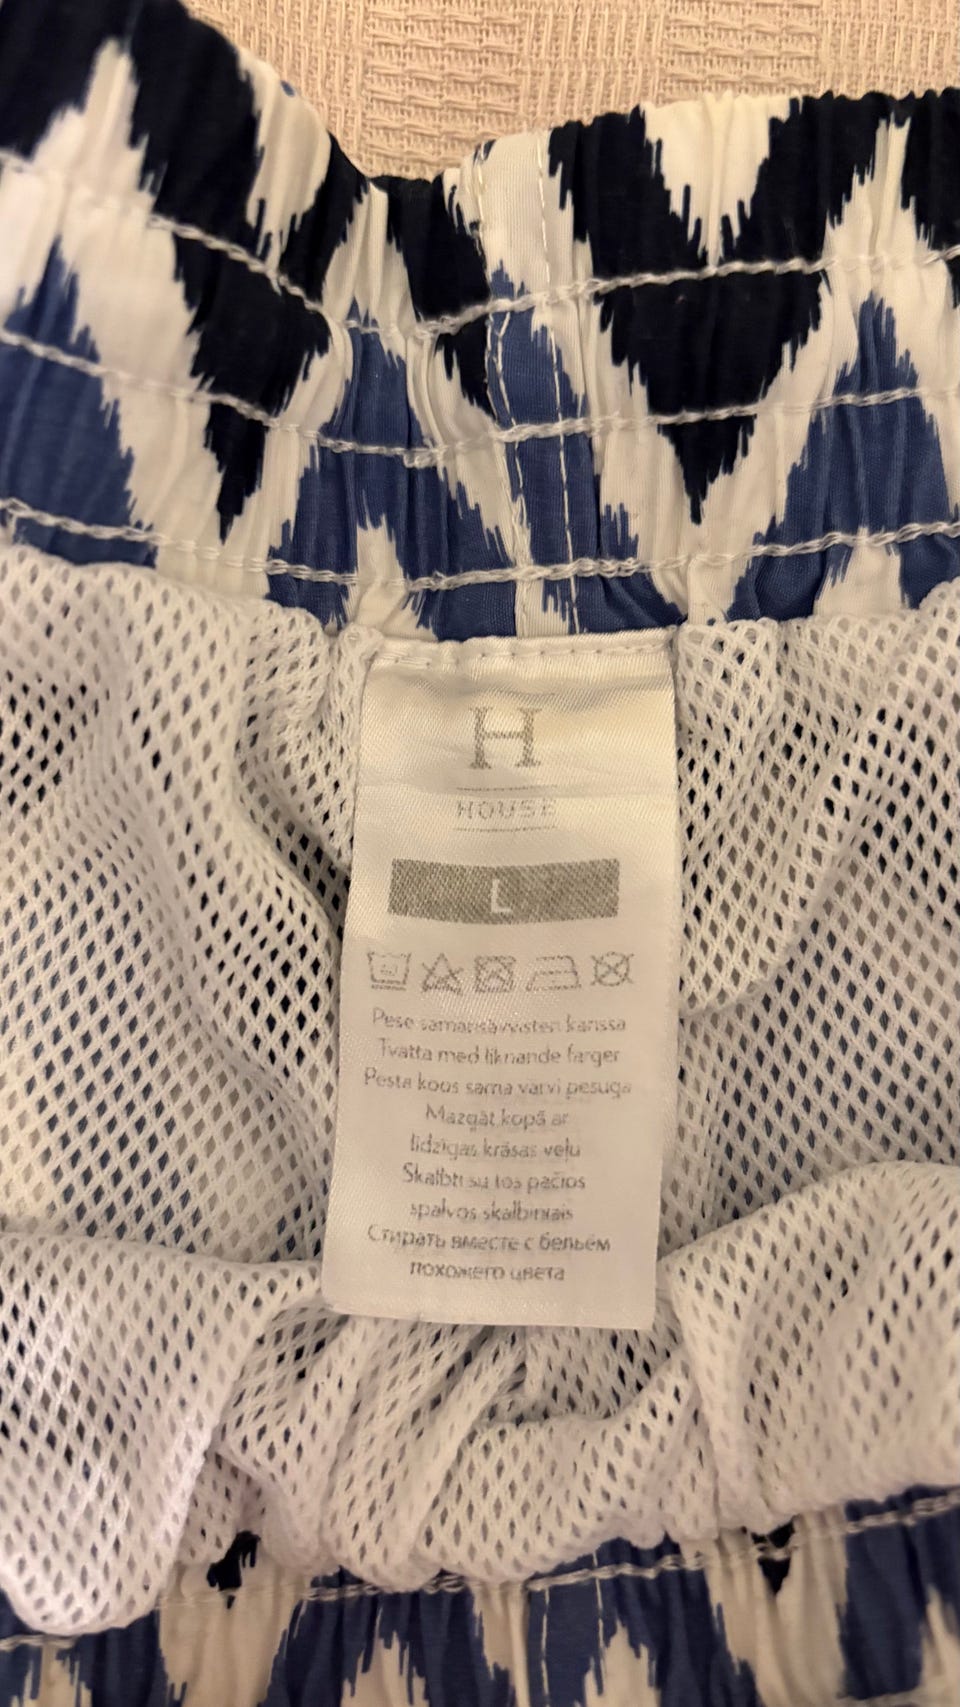 H
HOUSE
L
Pese samansävyisten kanssa
Tvätta med liknande färger
Pesta koos sama värvi pesuga
Mazgāt kopā ar
līdzīgas krāsas veļu
Skalbti su tos pačios
spalvos skalbiniais
Стирать вместе с бельём
похожего цвета